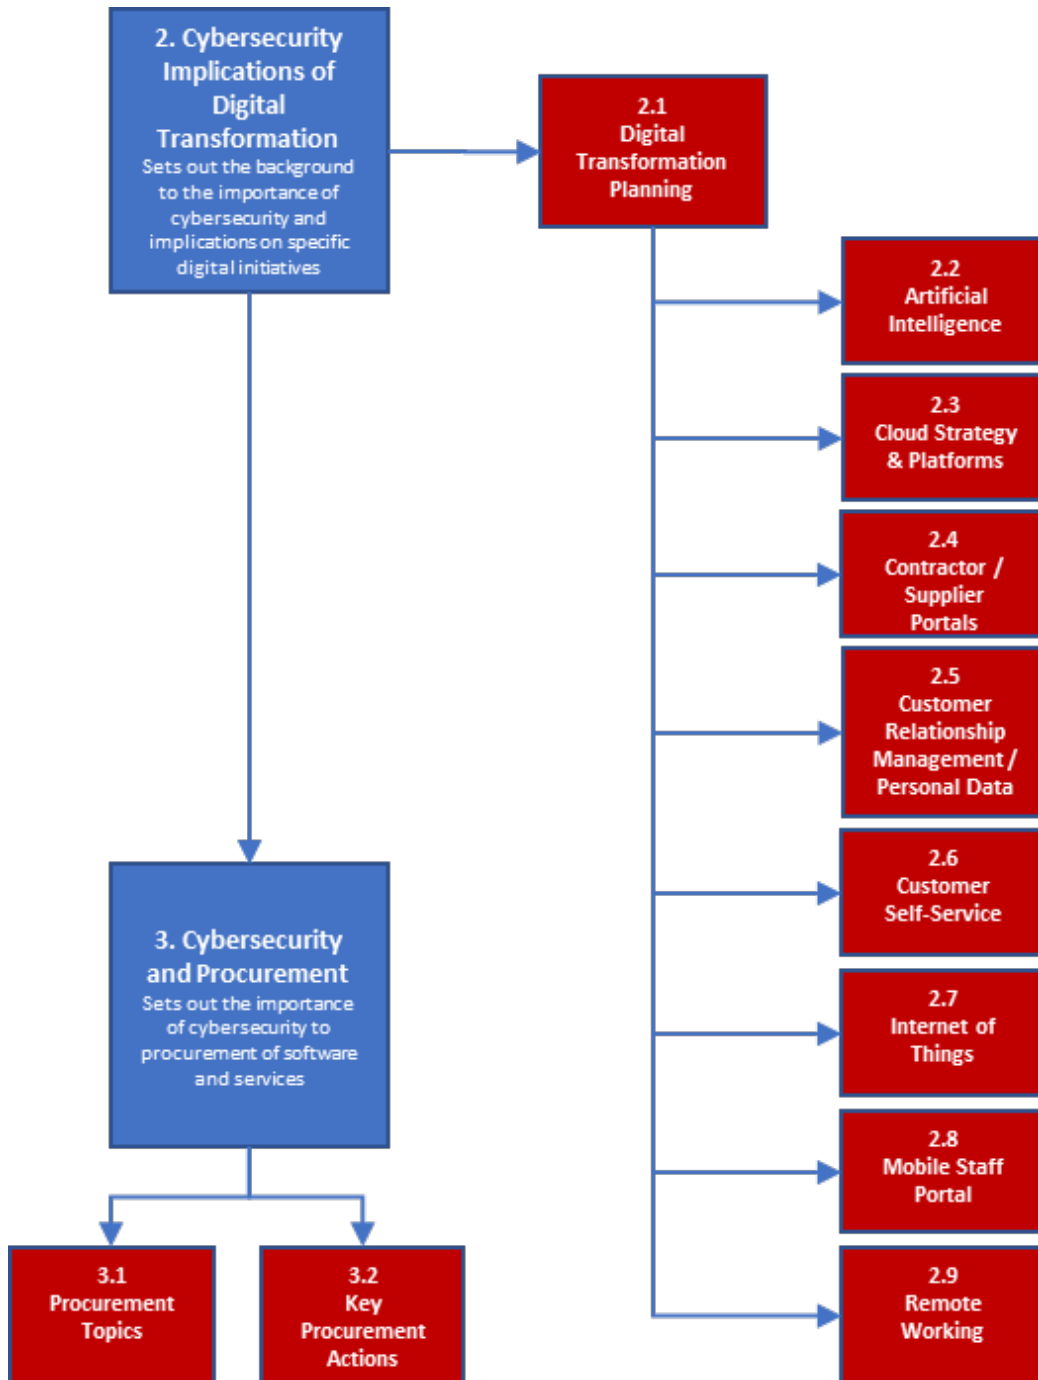 2. Cybersecurity
Implications of
Digital
Transformation
Sets out the background
to the importance of
cybersecurity and
implications on specific
digital initiatives
2.1
Digital
Transformation
Planning
2.2
Artificial
Intelligence
2.3
Cloud Strategy
& Platforms
2.4
Contractor /
Supplier
Portals
2.5
Customer
Relationship
Management /
Personal Data
2.6
Customer
Self-Service
2.7
Internet of
Things
2.8
Mobile Staff
Portal
2.9
Remote
Working
3. Cybersecurity
and Procurement
Sets out the importance
of cybersecurity to
procurement of software
and services
3.1
Procurement
Topics
3.2
Key
Procurement
Actions